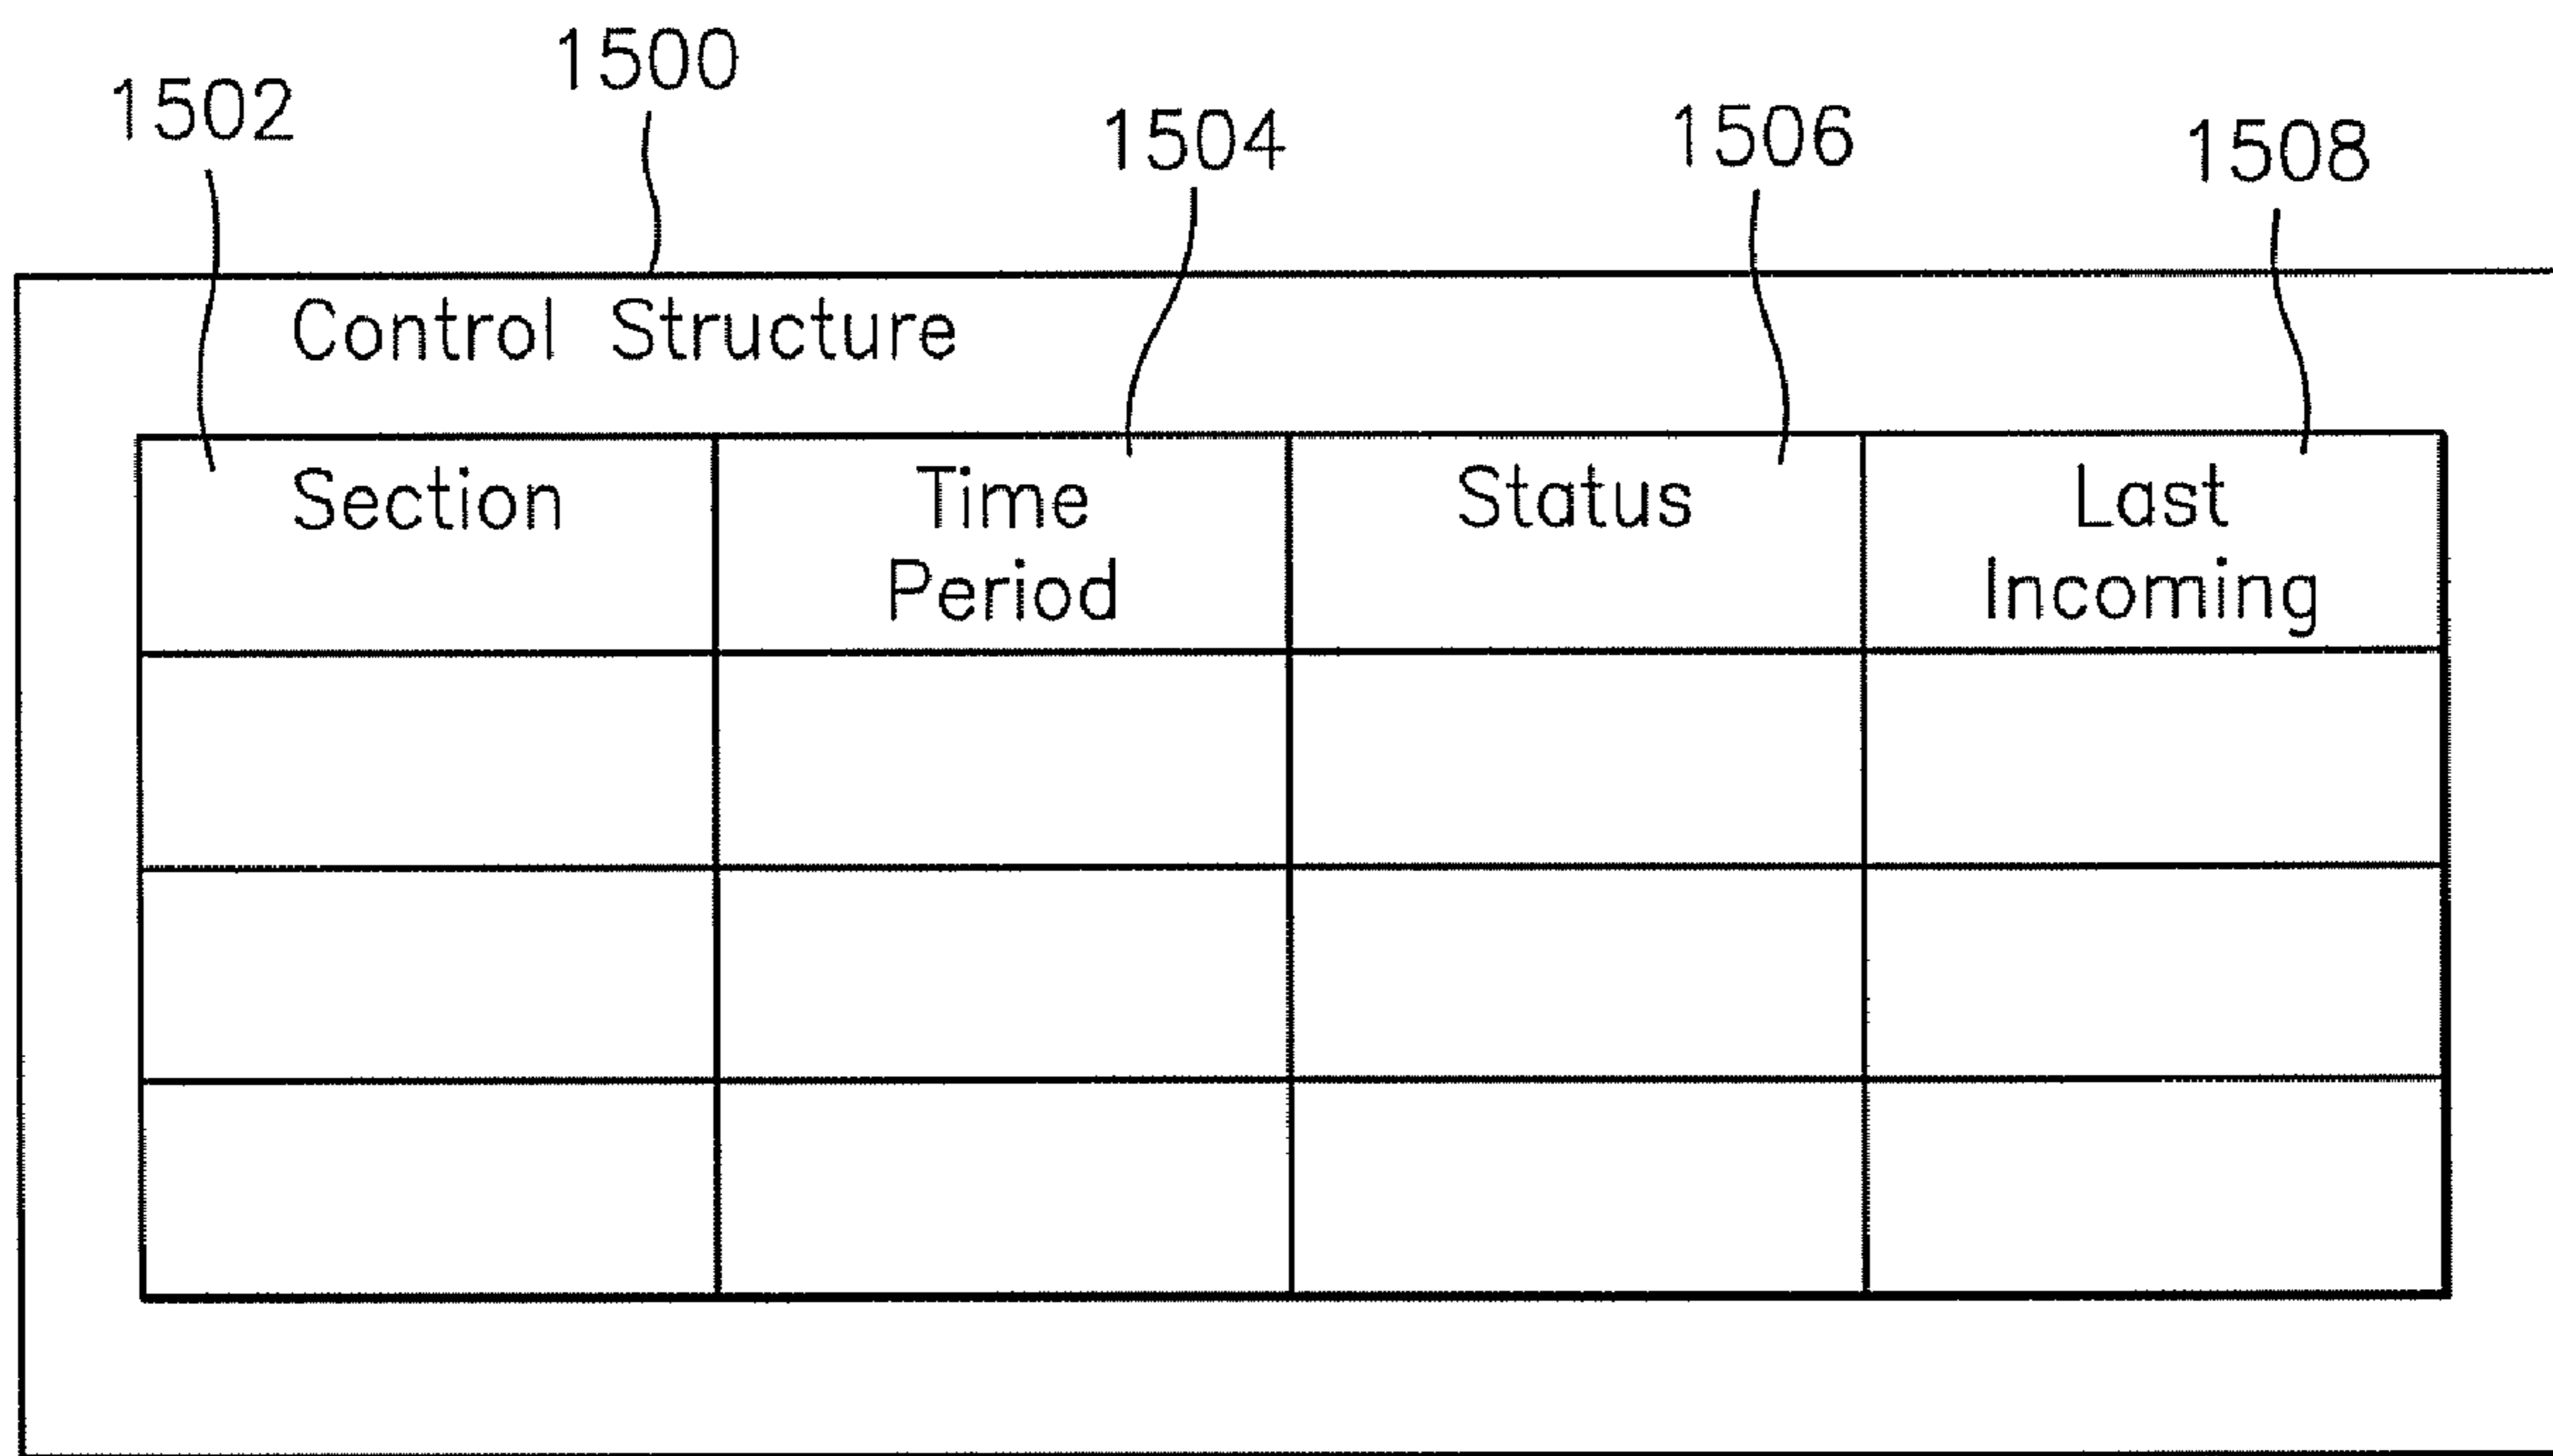 1500
1502
1504
1506
1508
Control Structure
Section
Time
Period
Status
Last
Incoming